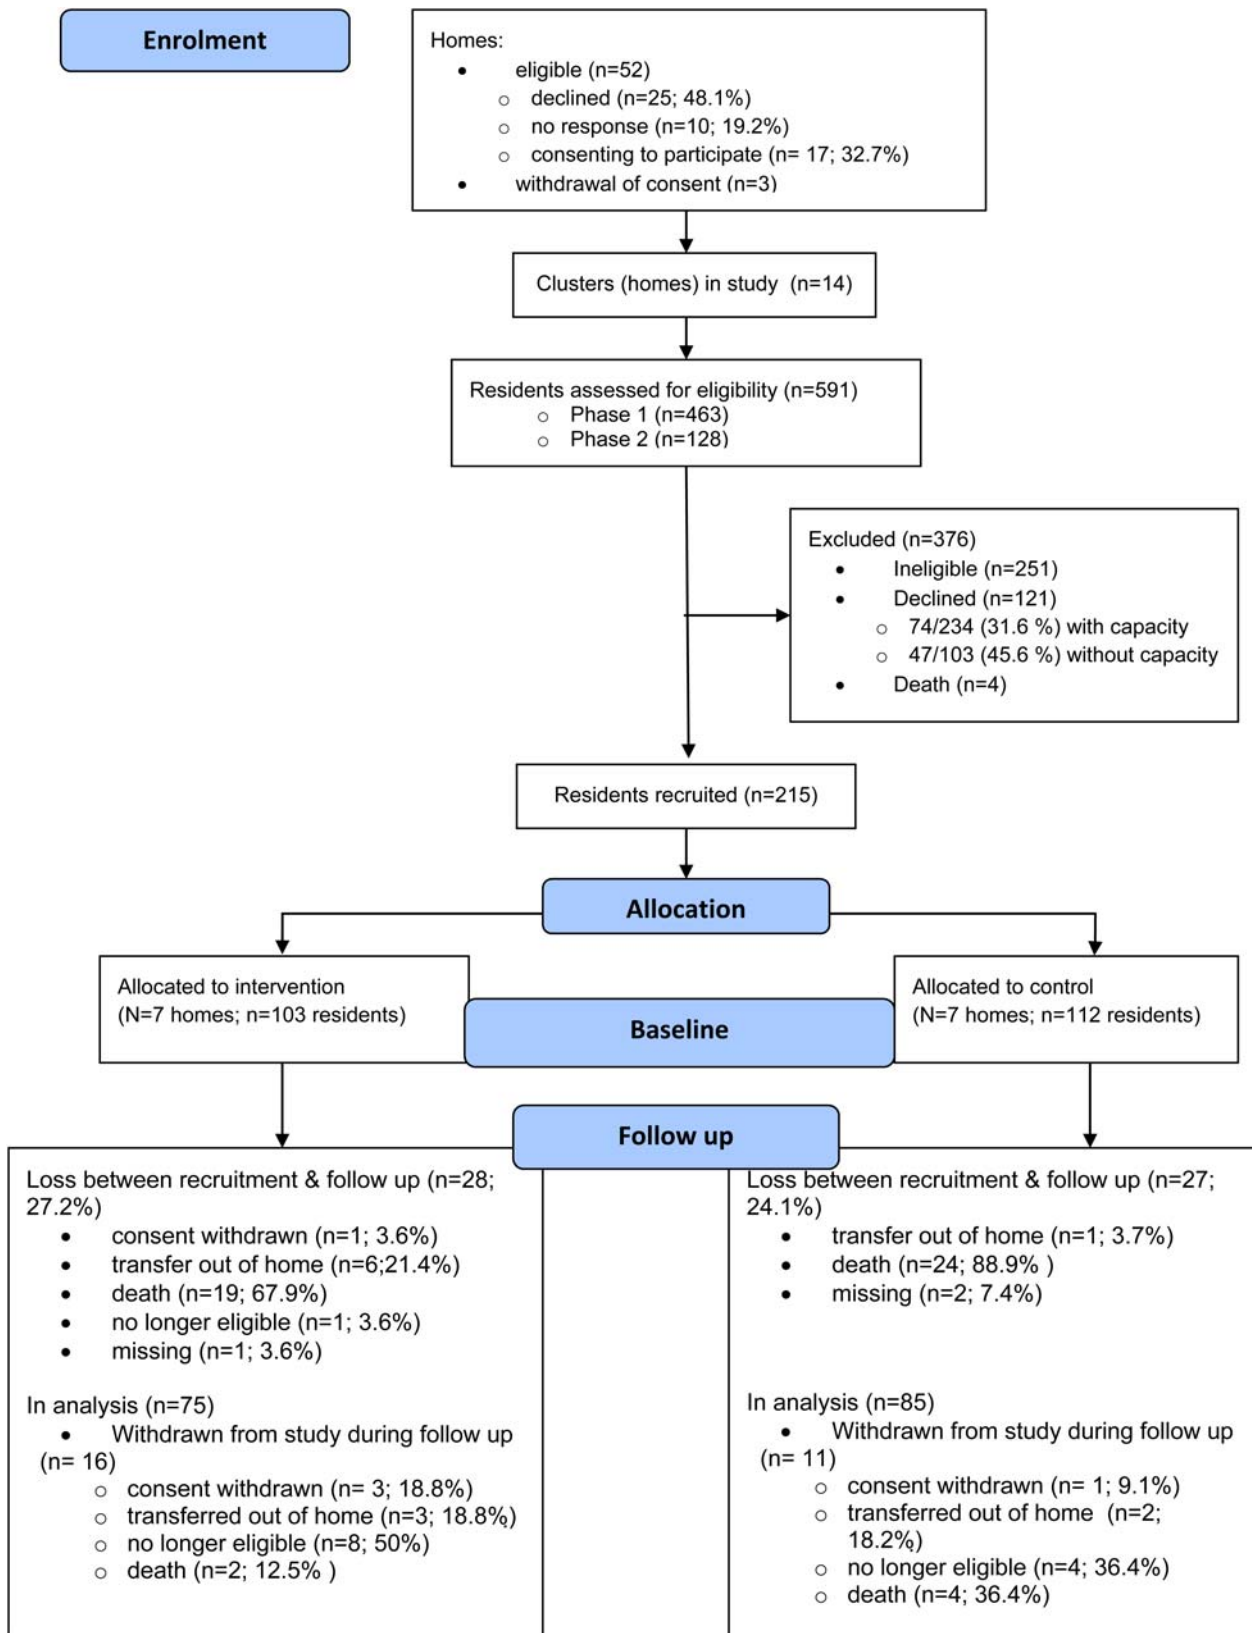 Enrolment
Homes:
• eligible (n=52)
o declined (n=25; 48.1%)
o no response (n=10; 19.2%)
o consenting to participate (n= 17; 32.7%)
• withdrawal of consent (n=3)
Clusters (homes) in study (n=14)
Residents assessed for eligibility (n=591)
o Phase 1 (n=463)
o Phase 2 (n=128)
Excluded (n=376)
• Ineligible (n=251)
• Declined (n=121)
o 74/234 (31.6 %) with capacity
o 47/103 (45.6 %) without capacity
• Death (n=4)
Residents recruited (n=215)
Allocation
Allocated to intervention
(N=7 homes; n=103 residents)
Baseline
Allocated to control
(N=7 homes; n=112 residents)
Follow up
Loss between recruitment & follow up (n=28;
27.2%)
• consent withdrawn (n=1; 3.6%)
• transfer out of home (n=6;21.4%)
• death (n=19; 67.9%)
• no longer eligible (n=1; 3.6%)
• missing (n=1; 3.6%)
In analysis (n=75)
• Withdrawn from study during follow up
(n= 16)
o consent withdrawn (n= 3; 18.8%)
o transferred out of home (n=3; 18.8%)
o no longer eligible (n=8; 50%)
o death (n=2; 12.5% )
Loss between recruitment & follow up (n=27;
24.1%)
• transfer out of home (n=1; 3.7%)
• death (n=24; 88.9% )
• missing (n=2; 7.4%)
In analysis (n=85)
• Withdrawn from study during follow up
(n= 11)
o consent withdrawn (n= 1; 9.1%)
o transferred out of home (n=2;
18.2%)
o no longer eligible (n=4; 36.4%)
o death (n=4; 36.4%)